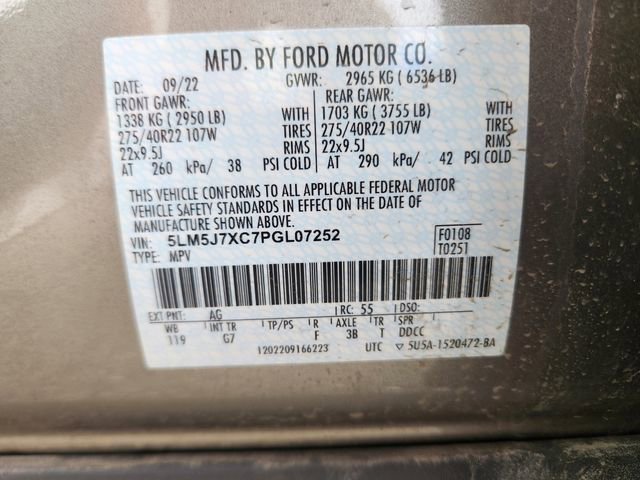 MFD. BY FORD MOTOR CO.
DATE: 09/22 GVWR: 2965 KG ( 6536 LB)
FRONT GAWR: REAR GAWR:
1338 KG ( 2950 LB) WITH 1703 KG ( 3755 LB) WITH
275/40R22 107W TIRES 275/40R22 107W TIRES
22x9.5J RIMS 22x9.5J RIMS
AT 260 kPa/ 38 PSI COLD AT 290 kPa/ 42 PSI COLD
THIS VEHICLE CONFORMS TO ALL APPLICABLE FEDERAL MOTOR
VEHICLE SAFETY STANDARDS IN EFFECT ON THE DATE OF
MANUFACTURE SHOWN ABOVE.
VIN: 5LM5J7XC7PGL07252 F0108
TYPE: MPV T0251
EXT PNT: AG RC: 55 DSO:
WB INT TR TP/PS R AXLE TR SPR
119 G7 F 3B T DDCC
1202209166223 UTC ▽ 5U5A-1520472-BA